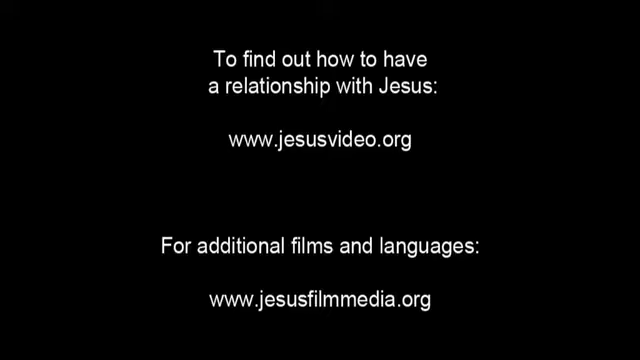 To find out how to have
a relationship with Jesus:
www.jesusvideo.org
For additional films and languages:
www.jesusfilmmedia.org